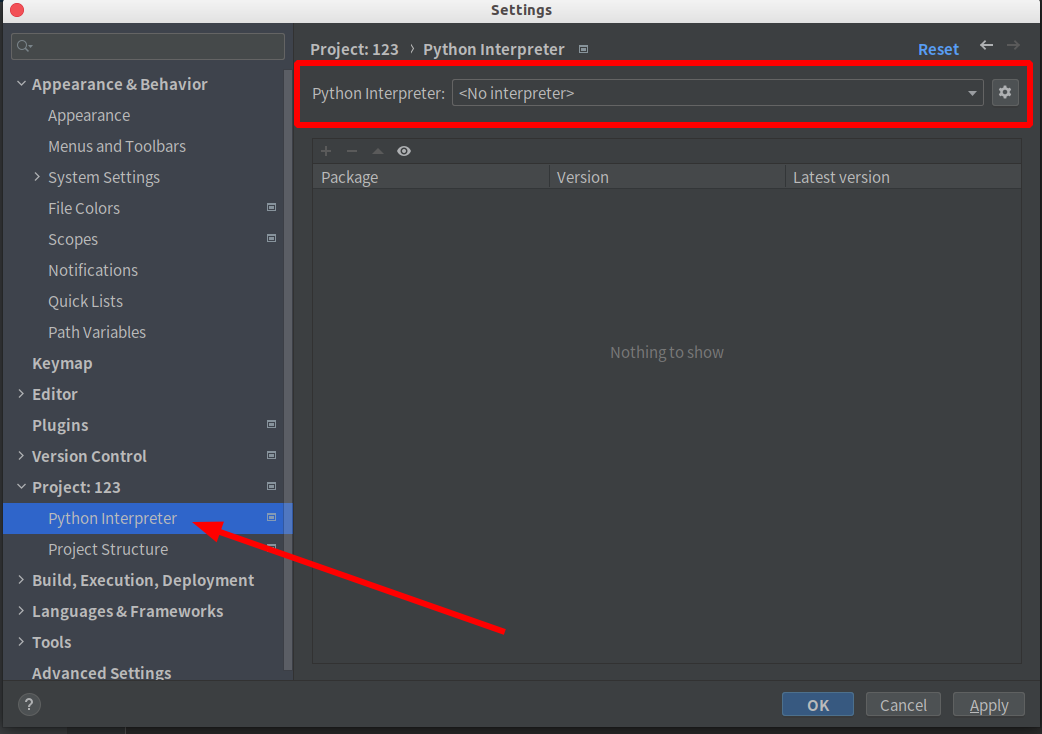 Settings
Project: 123 › Python Interpreter
Reset
Python Interpreter: <No interpreter>
Package Version Latest version
Nothing to show
Appearance & Behavior
Appearance
Menus and Toolbars
System Settings
File Colors
Scopes
Notifications
Quick Lists
Path Variables
Keymap
Editor
Plugins
Version Control
Project: 123
Python Interpreter
Project Structure
Build, Execution, Deployment
Languages & Frameworks
Tools
Advanced Settings
?
OK Cancel Apply